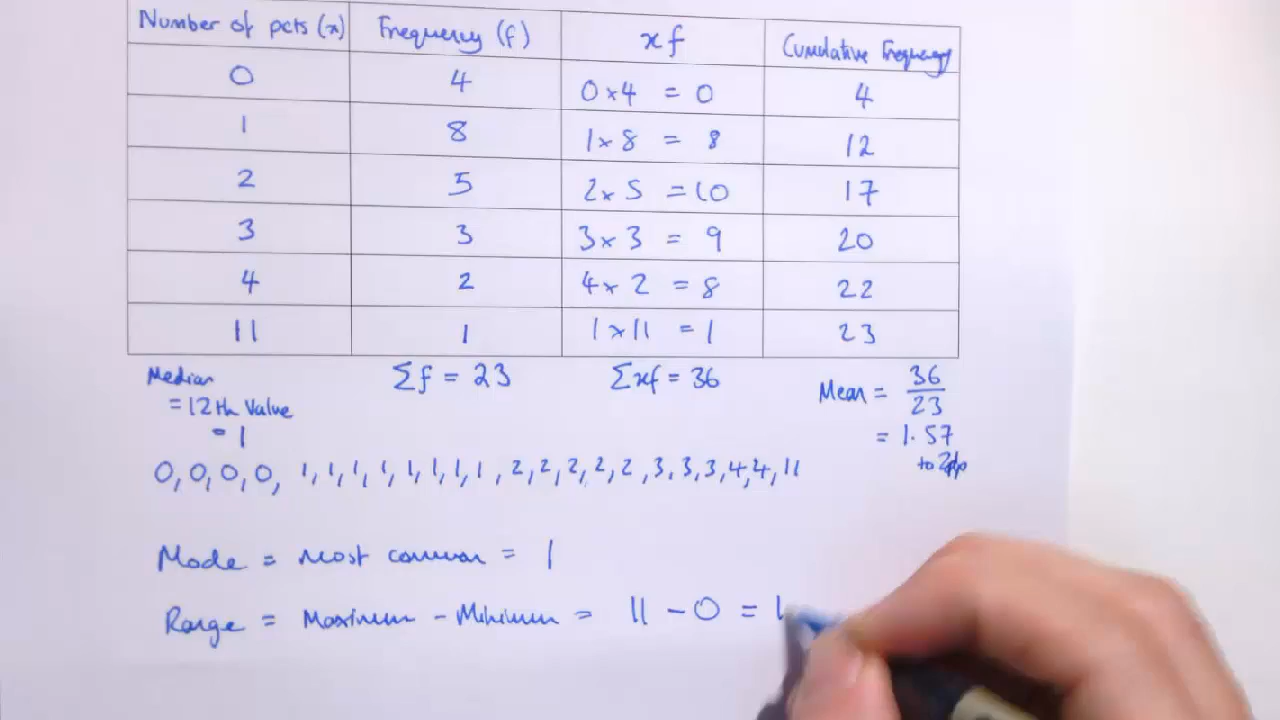 Number of pets (x) Frequency (f) xf Cumulative Frequency
0 4 0 × 4 = 0 4
1 8 1 × 8 = 8 12
2 5 2 × 5 = 10 17
3 3 3 × 3 = 9 20
4 2 4 × 2 = 8 22
11 1 1 × 11 = 1 23
Σf = 23 Σxf = 36
Median
= 12th Value
= 1
Mean = 36/23
= 1.57
to 2dp
0, 0, 0, 0, 1, 1, 1, 1, 1, 1, 1, 1, 2, 2, 2, 2, 2, 3, 3, 3, 4, 4, 11
Mode = most common = 1
Range = Maximum - Minimum = 11 - 0 = 1